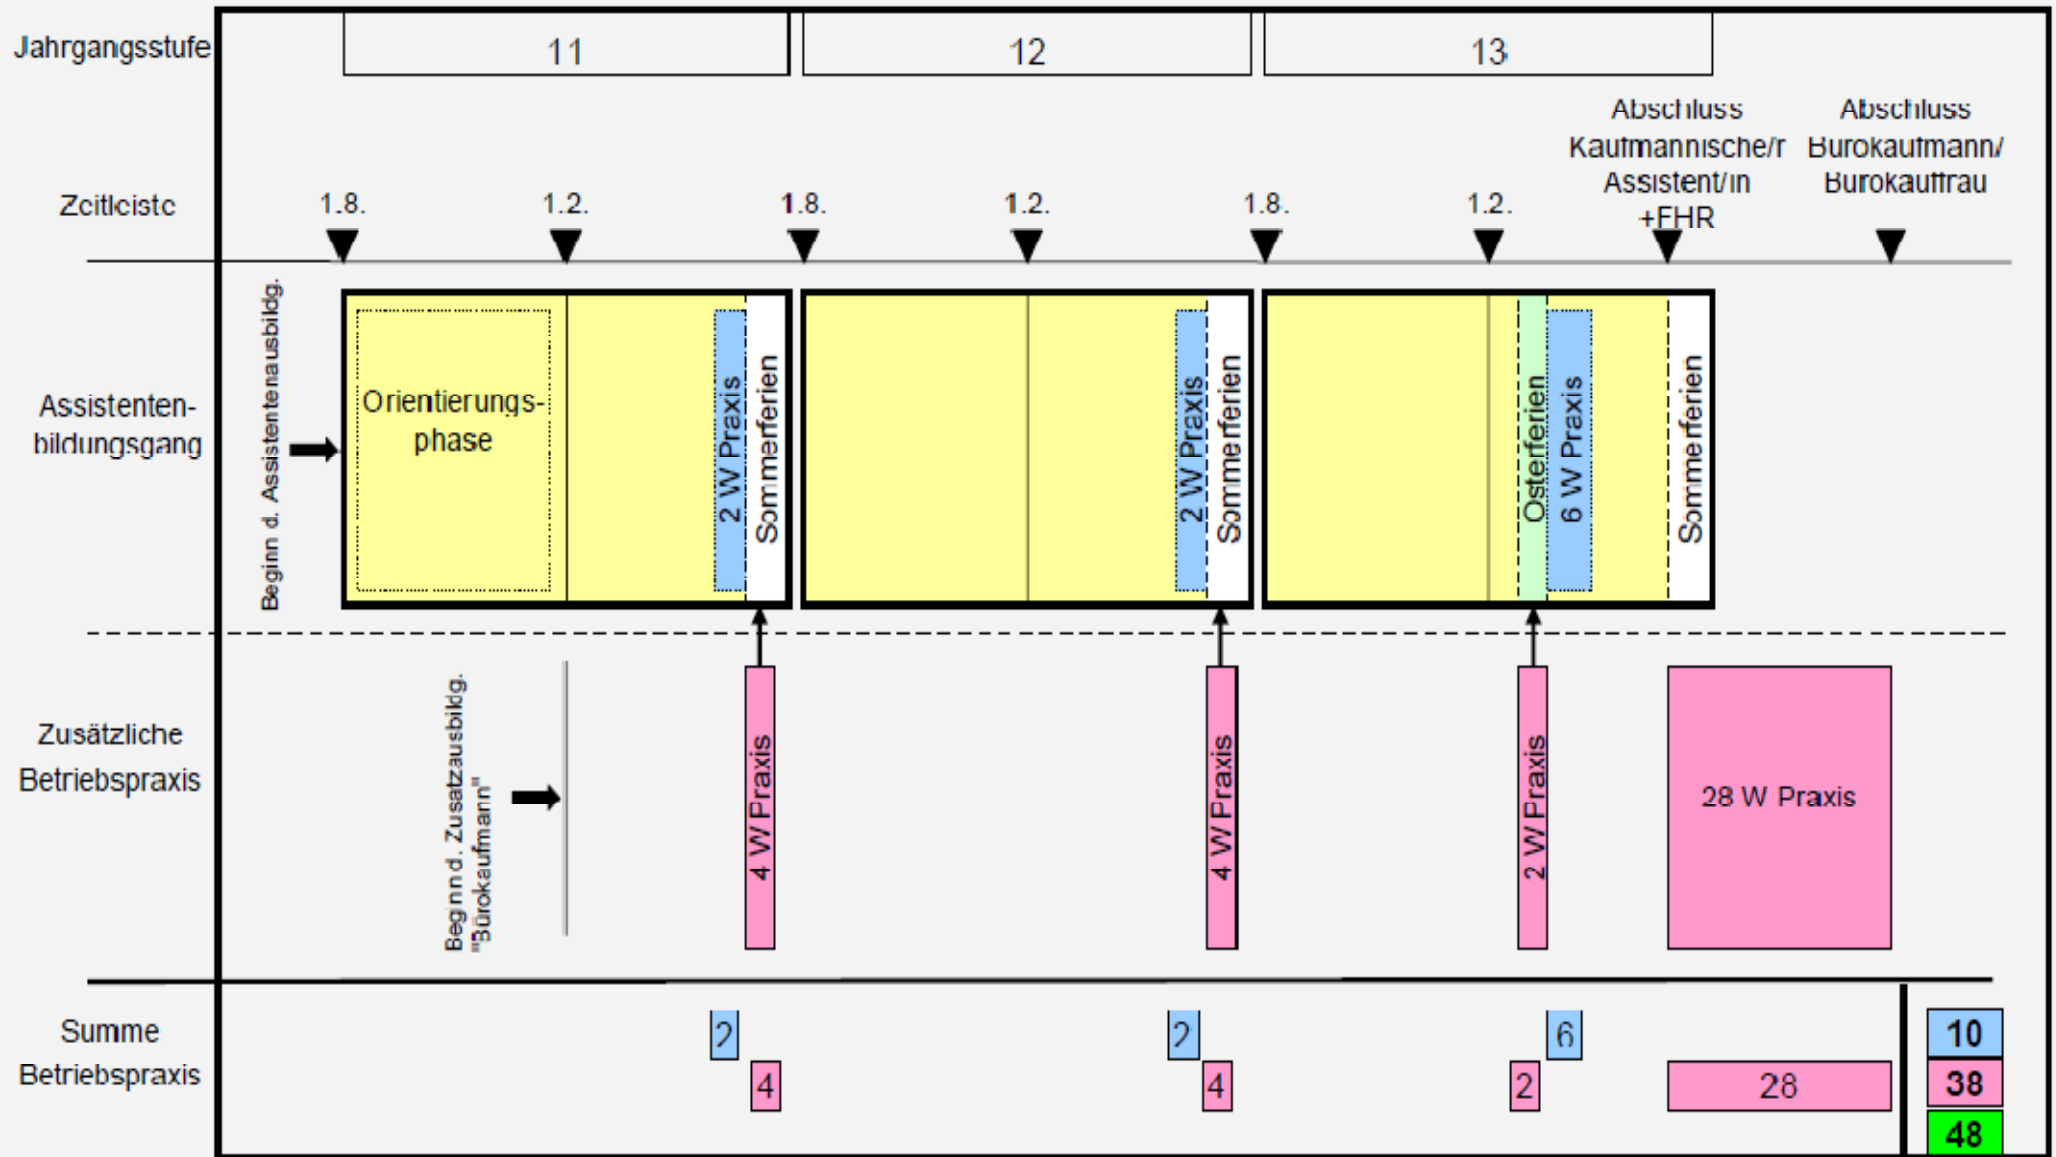 Jahrgangsstufe
11
12
13
Abschluss
Kaufmännische/r
Assistent/in
+FHR
Abschluss
Bürokaufmann/
Bürokauffrau
Zeitleiste
1.8.
1.2.
1.8.
1.2.
1.8.
1.2.
Assistenten-
bildungsgang
Beginn d. Assistentenausbildg.
Orientierungs-
phase
2 W Praxis
Sommerferien
2 W Praxis
Sommerferien
Osterferien
6 W Praxis
Sommerferien
Zusätzliche
Betriebspraxis
Beginn d. Zusatzausbildg.
"Bürokaufmann"
4 W Praxis
4 W Praxis
2 W Praxis
28 W Praxis
Summe
Betriebspraxis
2
2
6
10
4
4
2
28
38
48